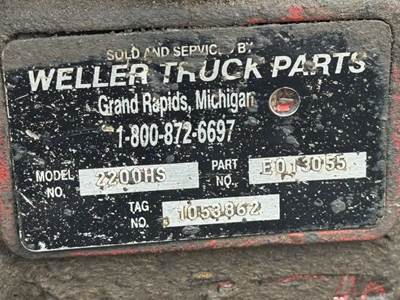 SOLD AND SERVICED BY
WELLER TRUCK PARTS
Grand Rapids, Michigan
1-800-872-6697
MODEL NO. 2200HS PART NO. E013055
TAG NO. 1053862